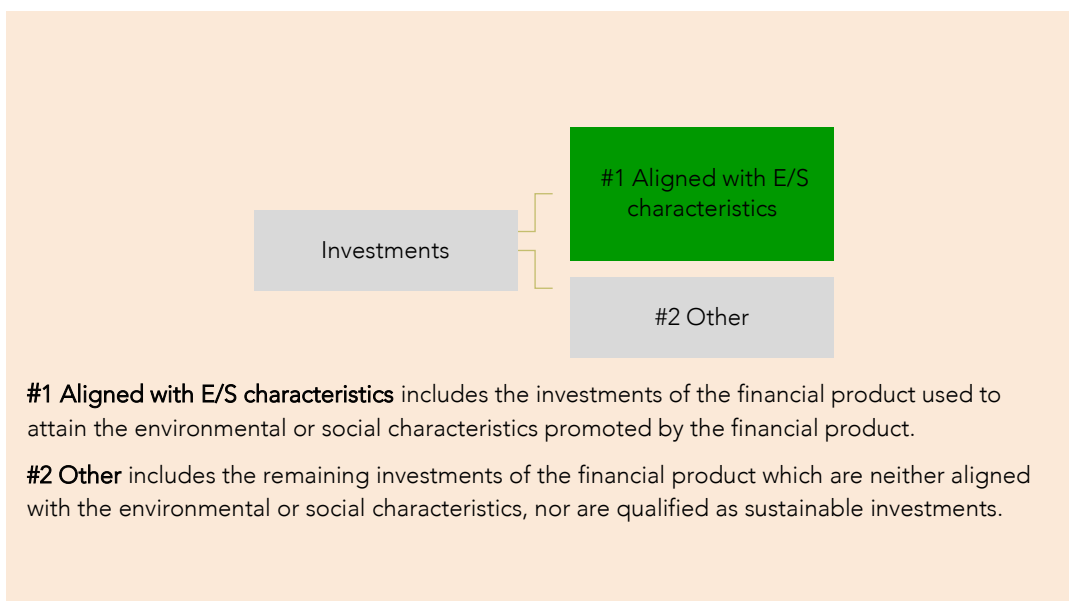 #1 Aligned with E/S
characteristics
Investments
#2 Other
#1 Aligned with E/S characteristics includes the investments of the financial product used to
attain the environmental or social characteristics promoted by the financial product.
#2 Other includes the remaining investments of the financial product which are neither aligned
with the environmental or social characteristics, nor are qualified as sustainable investments.